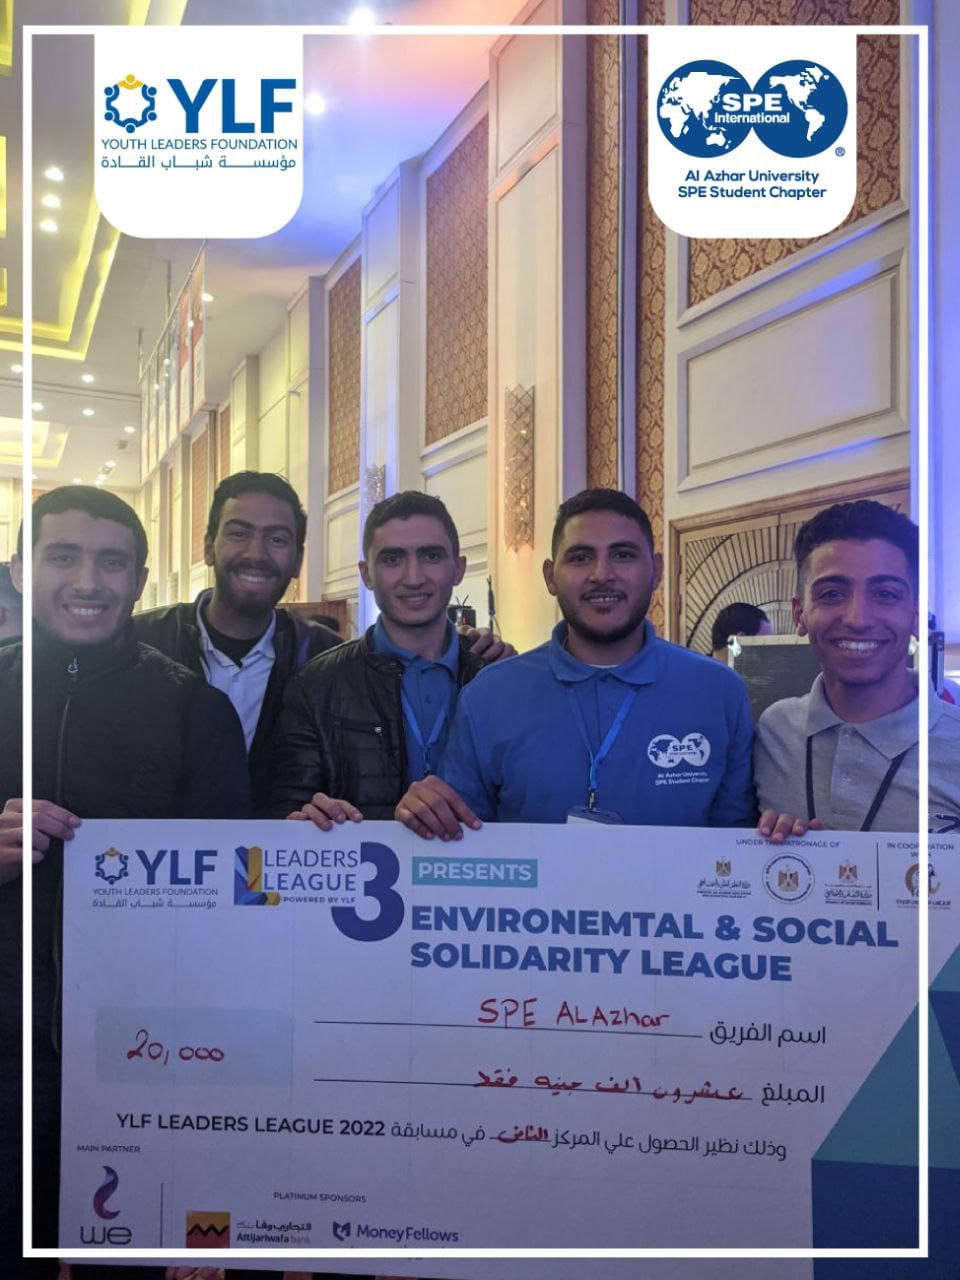 YLF
YOUTH LEADERS FOUNDATION
مؤسسة شباب القادة
SPE
International
®
Al Azhar University
SPE Student Chapter
SPE
International
Al Azhar University
SPE Student Chapter
YLF
YOUTH LEADERS FOUNDATION
مؤسسة شباب القادة
LEADERS
LEAGUE
POWERED BY YLF
3
PRESENTS
UNDER THE PATRONAGE OF
IN COOPERATION
WITH
ENVIRONEMTAL & SOCIAL
SOLIDARITY LEAGUE
اسم الفريق SPE ALAzhar
20,000
المبلغ عشرون الف جنيه فقط
وذلك نظير الحصول علي المركز الثاني في مسابقة YLF LEADERS LEAGUE 2022
MAIN PARTNER
we
PLATINUM SPONSORS
التجاري وفا بنك
Attijariwafa bank
MoneyFellows